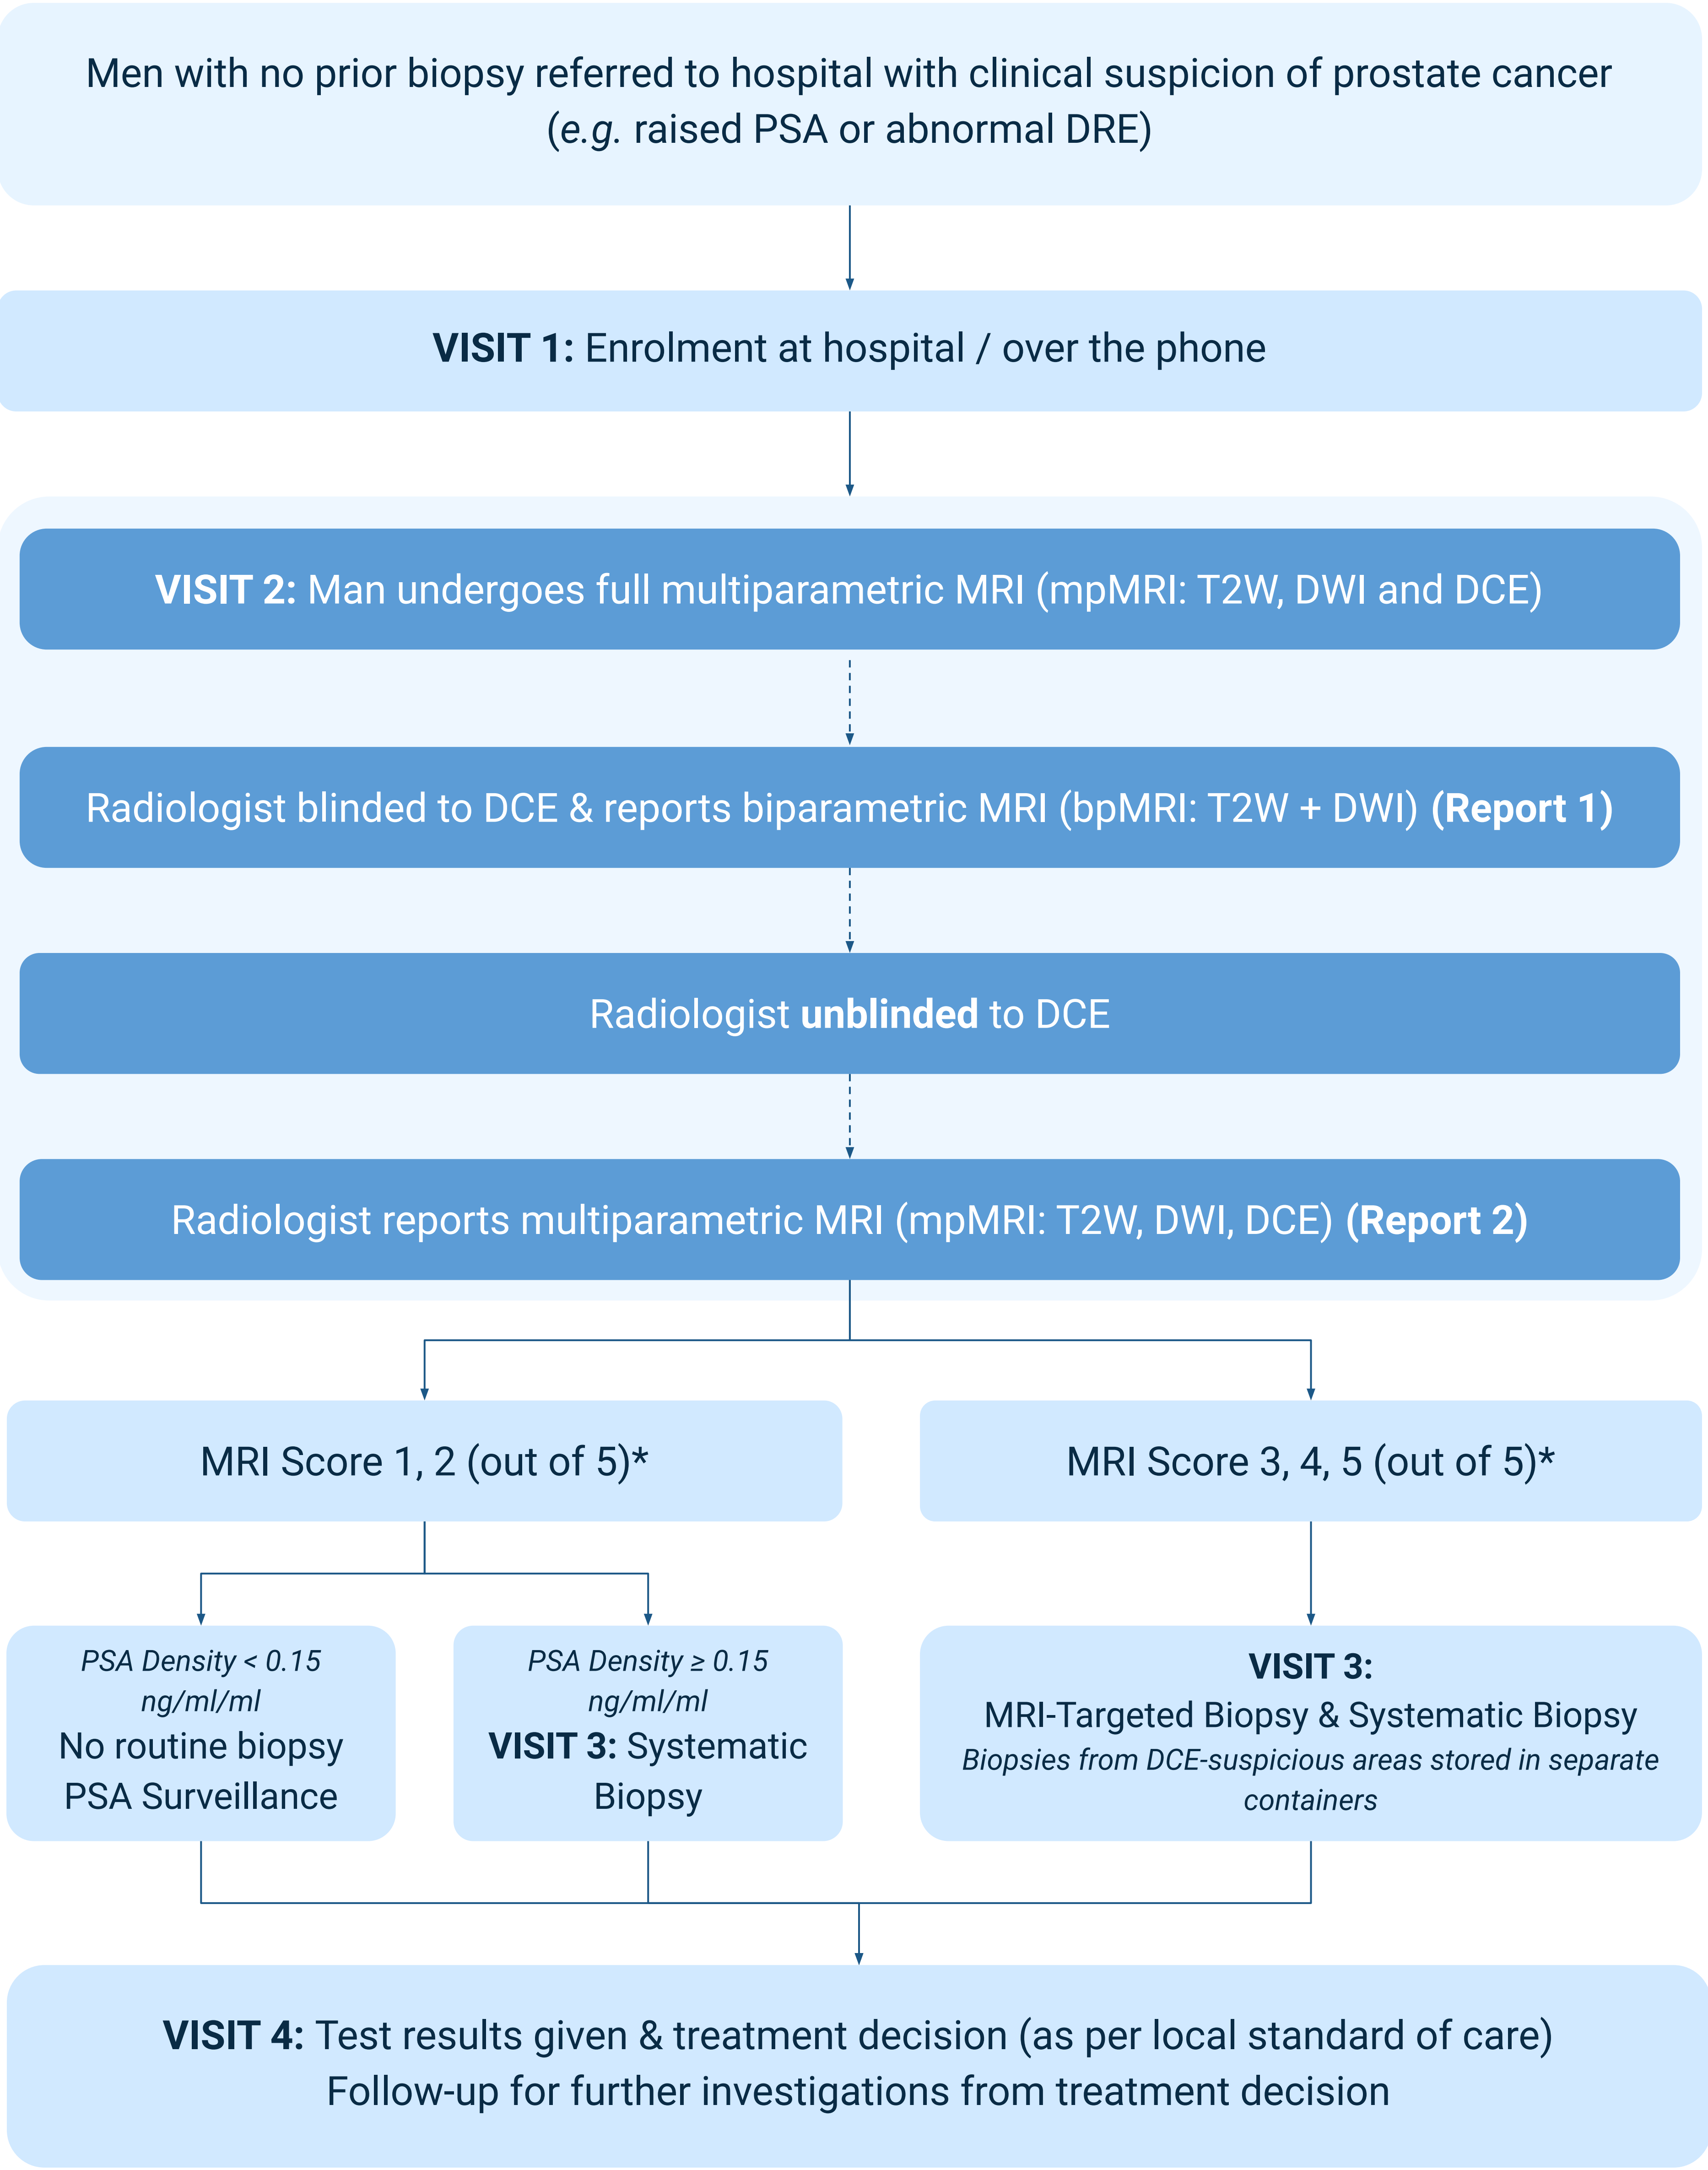 Men with no prior biopsy referred to hospital with clinical suspicion of prostate cancer
(e.g. raised PSA or abnormal DRE)
VISIT 1: Enrolment at hospital / over the phone
VISIT 2: Man undergoes full multiparametric MRI (mpMRI: T2W, DWI and DCE)
Radiologist blinded to DCE & reports biparametric MRI (bpMRI: T2W + DWI) (Report 1)
Radiologist unblinded to DCE
Radiologist reports multiparametric MRI (mpMRI: T2W, DWI, DCE) (Report 2)
MRI Score 1, 2 (out of 5)*
MRI Score 3, 4, 5 (out of 5)*
PSA Density < 0.15
ng/ml/ml
No routine biopsy
PSA Surveillance
PSA Density ≥ 0.15
ng/ml/ml
VISIT 3: Systematic
Biopsy
VISIT 3:
MRI-Targeted Biopsy & Systematic Biopsy
Biopsies from DCE-suspicious areas stored in separate
containers
VISIT 4: Test results given & treatment decision (as per local standard of care)
Follow-up for further investigations from treatment decision